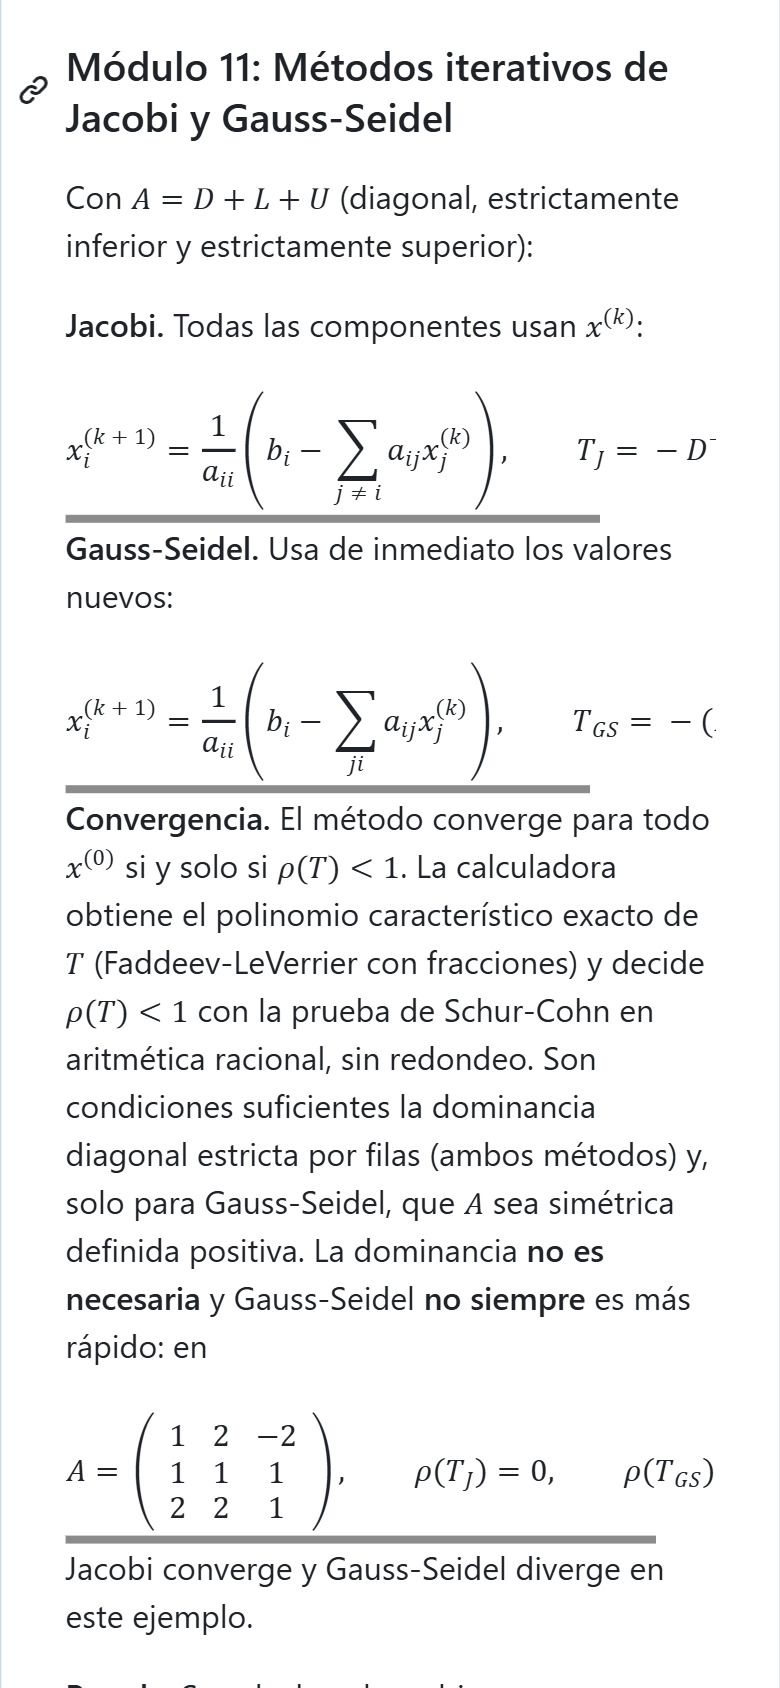 Módulo 11: Métodos iterativos de
Jacobi y Gauss-Seidel
Con A = D + L + U (diagonal, estrictamente
inferior y estrictamente superior):
Jacobi. Todas las componentes usan x^(k):
x_i^(k + 1) = 1/a_ii ( b_i − ∑_{j ≠ i} a_ij x_j^(k) ), T_J = − D⁻
Gauss-Seidel. Usa de inmediato los valores
nuevos:
x_i^(k + 1) = 1/a_ii ( b_i − ∑_{ji} a_ij x_j^(k) ), T_GS = − (
Convergencia. El método converge para todo
x^(0) si y solo si ρ(T) < 1. La calculadora
obtiene el polinomio característico exacto de
T (Faddeev-LeVerrier con fracciones) y decide
ρ(T) < 1 con la prueba de Schur-Cohn en
aritmética racional, sin redondeo. Son
condiciones suficientes la dominancia
diagonal estricta por filas (ambos métodos) y,
solo para Gauss-Seidel, que A sea simétrica
definida positiva. La dominancia no es
necesaria y Gauss-Seidel no siempre es más
rápido: en
1 2 −2
A = ( 1 1 1 ), ρ(T_J) = 0, ρ(T_GS)
2 2 1
Jacobi converge y Gauss-Seidel diverge en
este ejemplo.